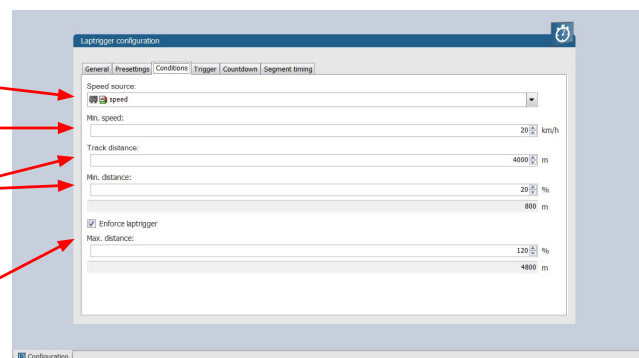 Laptrigger configuration
General Presettings Conditions Trigger Countdown Segment timing
Speed source:
speed
Min. speed:
20 km/h
Track distance:
4000 m
Min. distance:
20 %
800 m
Enforce laptrigger
Max. distance:
120 %
4800 m
Configuration